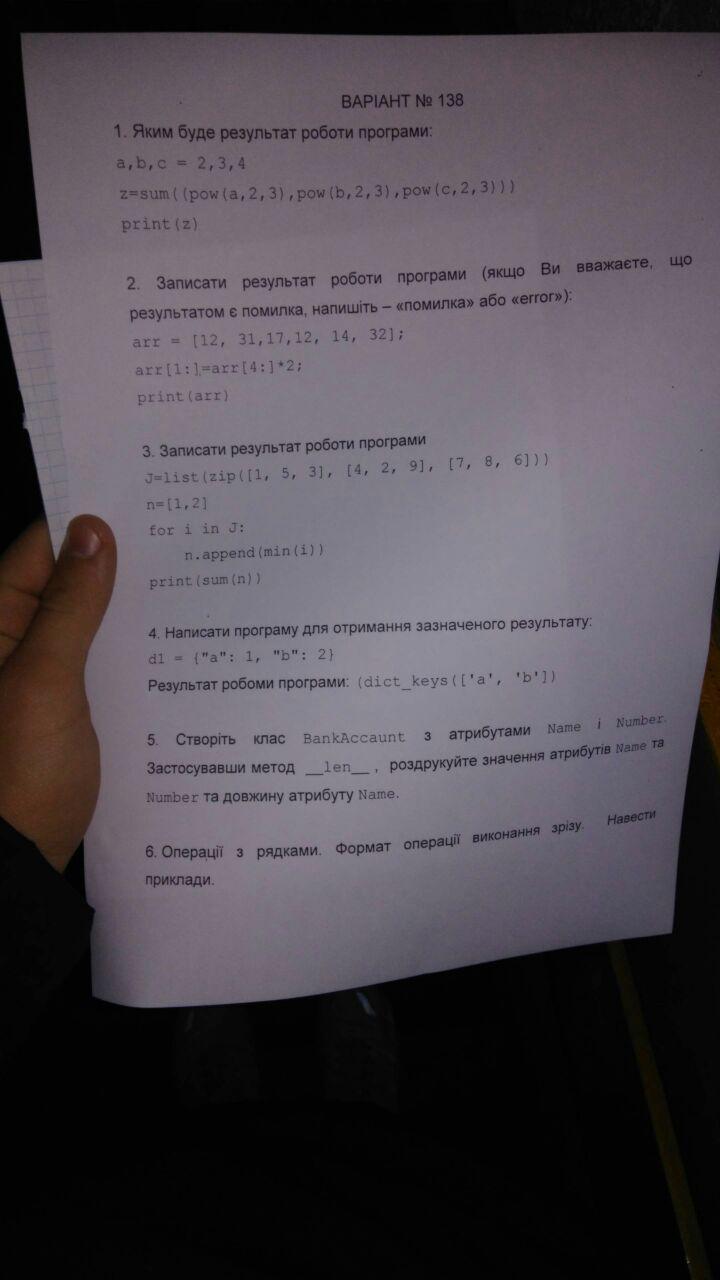 ВАРІАНТ № 138
1. Яким буде результат роботи програми:
a,b,c = 2,3,4
z=sum((pow(a,2,3),pow(b,2,3),pow(c,2,3)))
print(z)
2. Записати результат роботи програми (якщо Ви вважаєте, що
результатом є помилка, напишіть – «помилка» або «error»):
arr = [12, 31,17,12, 14, 32];
arr[1:]=arr[4:]*2;
print(arr)
3. Записати результат роботи програми
J=list(zip([1, 5, 3], [4, 2, 9], [7, 8, 6]))
n=[1,2]
for i in J:
    n.append(min(i))
print(sum(n))
4. Написати програму для отримання зазначеного результату:
d1 = {"a": 1, "b": 2}
Результат робоми програми: (dict_keys(['a', 'b'])
5. Створіть клас BankAccaunt з атрибутами Name і Number.
Застосувавши метод __len__, роздрукуйте значення атрибутів Name та
Number та довжину атрибуту Name.
6. Операції з рядками. Формат операції виконання зрізу. Навести
приклади.